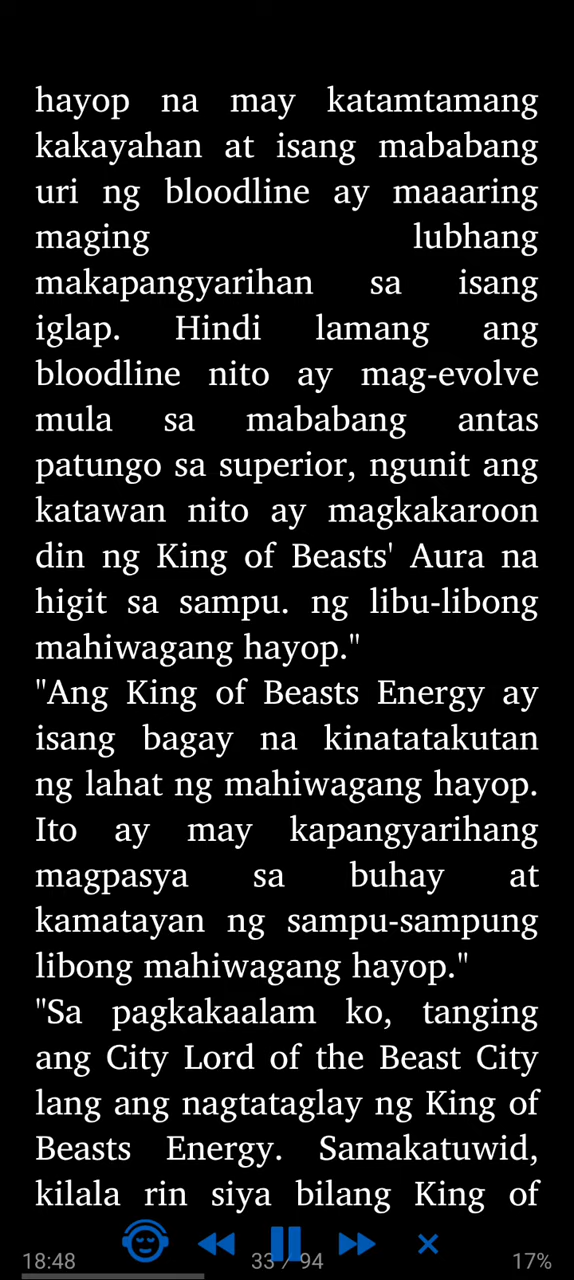 hayop na may katamtamang
kakayahan at isang mababang
uri ng bloodline ay maaaring
maging lubhang
makapangyarihan sa isang
iglap. Hindi lamang ang
bloodline nito ay mag-evolve
mula sa mababang antas
patungo sa superior, ngunit ang
katawan nito ay magkakaroon
din ng King of Beasts' Aura na
higit sa sampu. ng libu-libong
mahiwagang hayop."
"Ang King of Beasts Energy ay
isang bagay na kinatatakutan
ng lahat ng mahiwagang hayop.
Ito ay may kapangyarihang
magpasya sa buhay at
kamatayan ng sampu-sampung
libong mahiwagang hayop."
"Sa pagkakaalam ko, tanging
ang City Lord of the Beast City
lang ang nagtataglay ng King of
Beasts Energy. Samakatuwid,
kilala rin siya bilang King of
18:48 33 / 94 17%